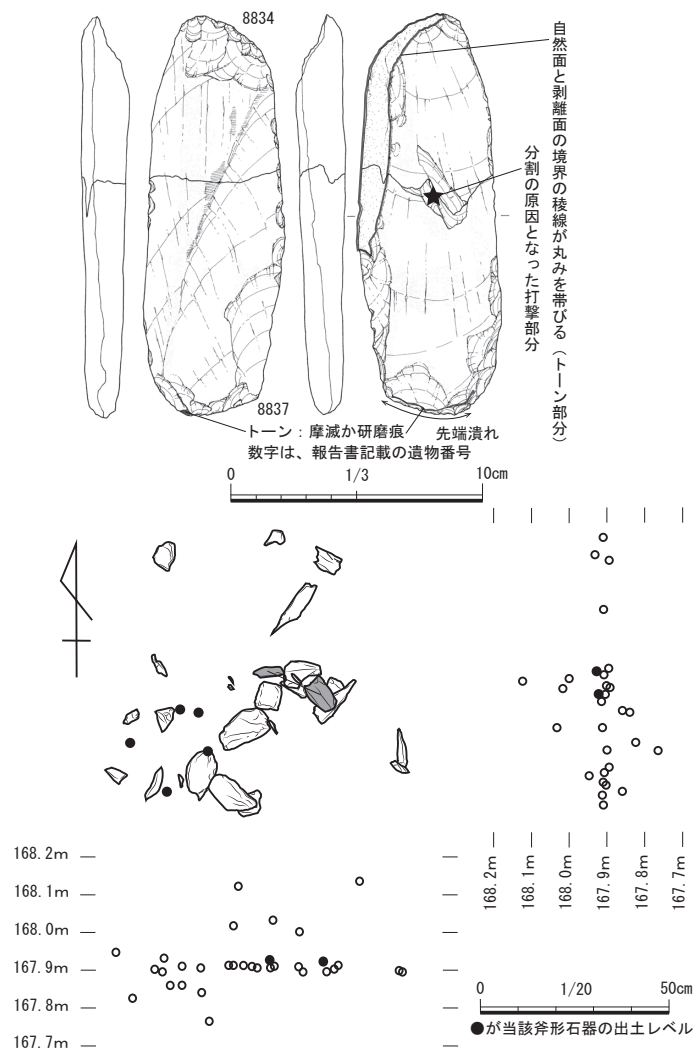 8834
自然面と剥離面の境界の稜線が丸みを帯びる（トーン部分）
分割の原因となった打撃部分
8837
トーン：摩滅か研磨痕
先端潰れ
数字は、報告書記載の遺物番号
0 1/3 10cm
168.2m
168.1m
168.0m
167.9m
167.8m
167.7m
168.2m
168.1m
168.0m
167.9m
167.8m
167.7m
0 1/20 50cm
●が当該斧形石器の出土レベル